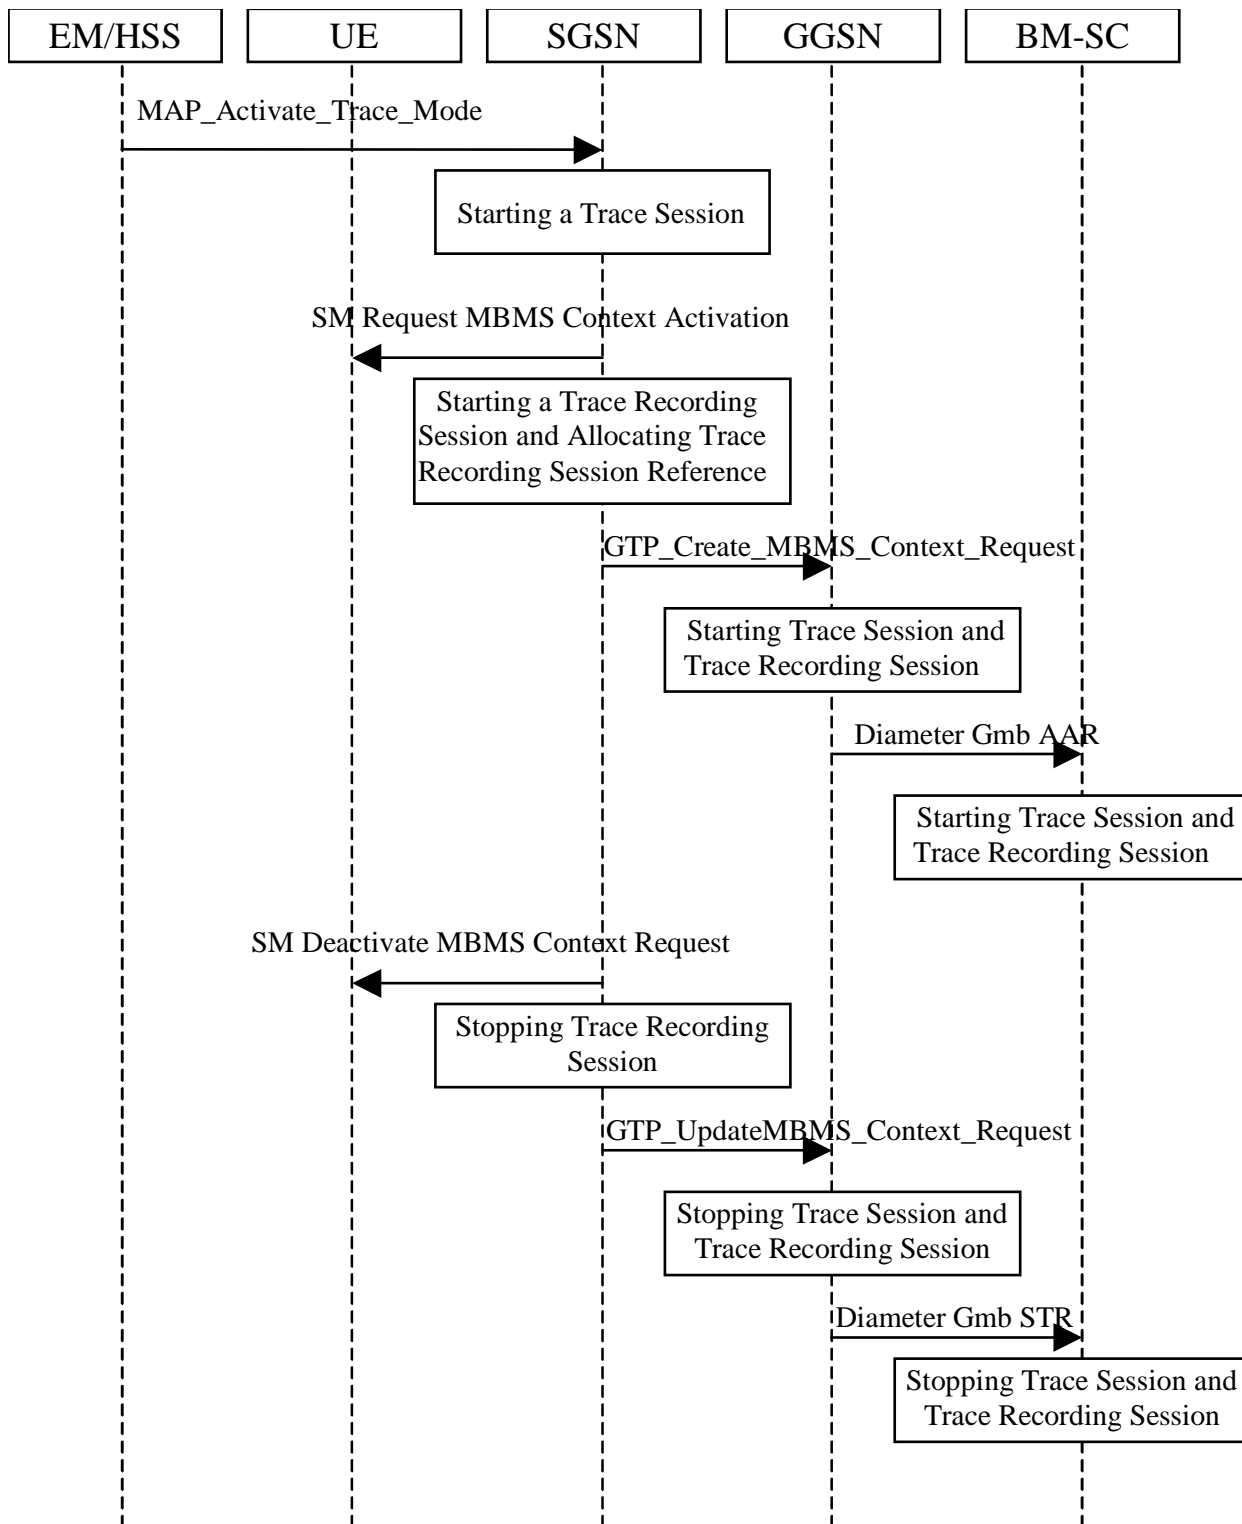 EM/HSS
UE
SGSN
GGSN
BM-SC
MAP_Activate_Trace_Mode
Starting a Trace Session
SM Request MBMS Context Activation
Starting a Trace Recording
Session and Allocating Trace
Recording Session Reference
GTP_Create_MBMS_Context_Request
Starting Trace Session and
Trace Recording Session
Diameter Gmb AAR
Starting Trace Session and
Trace Recording Session
SM Deactivate MBMS Context Request
Stopping Trace Recording
Session
GTP_UpdateMBMS_Context_Request
Stopping Trace Session and
Trace Recording Session
Diameter Gmb STR
Stopping Trace Session and
Trace Recording Session